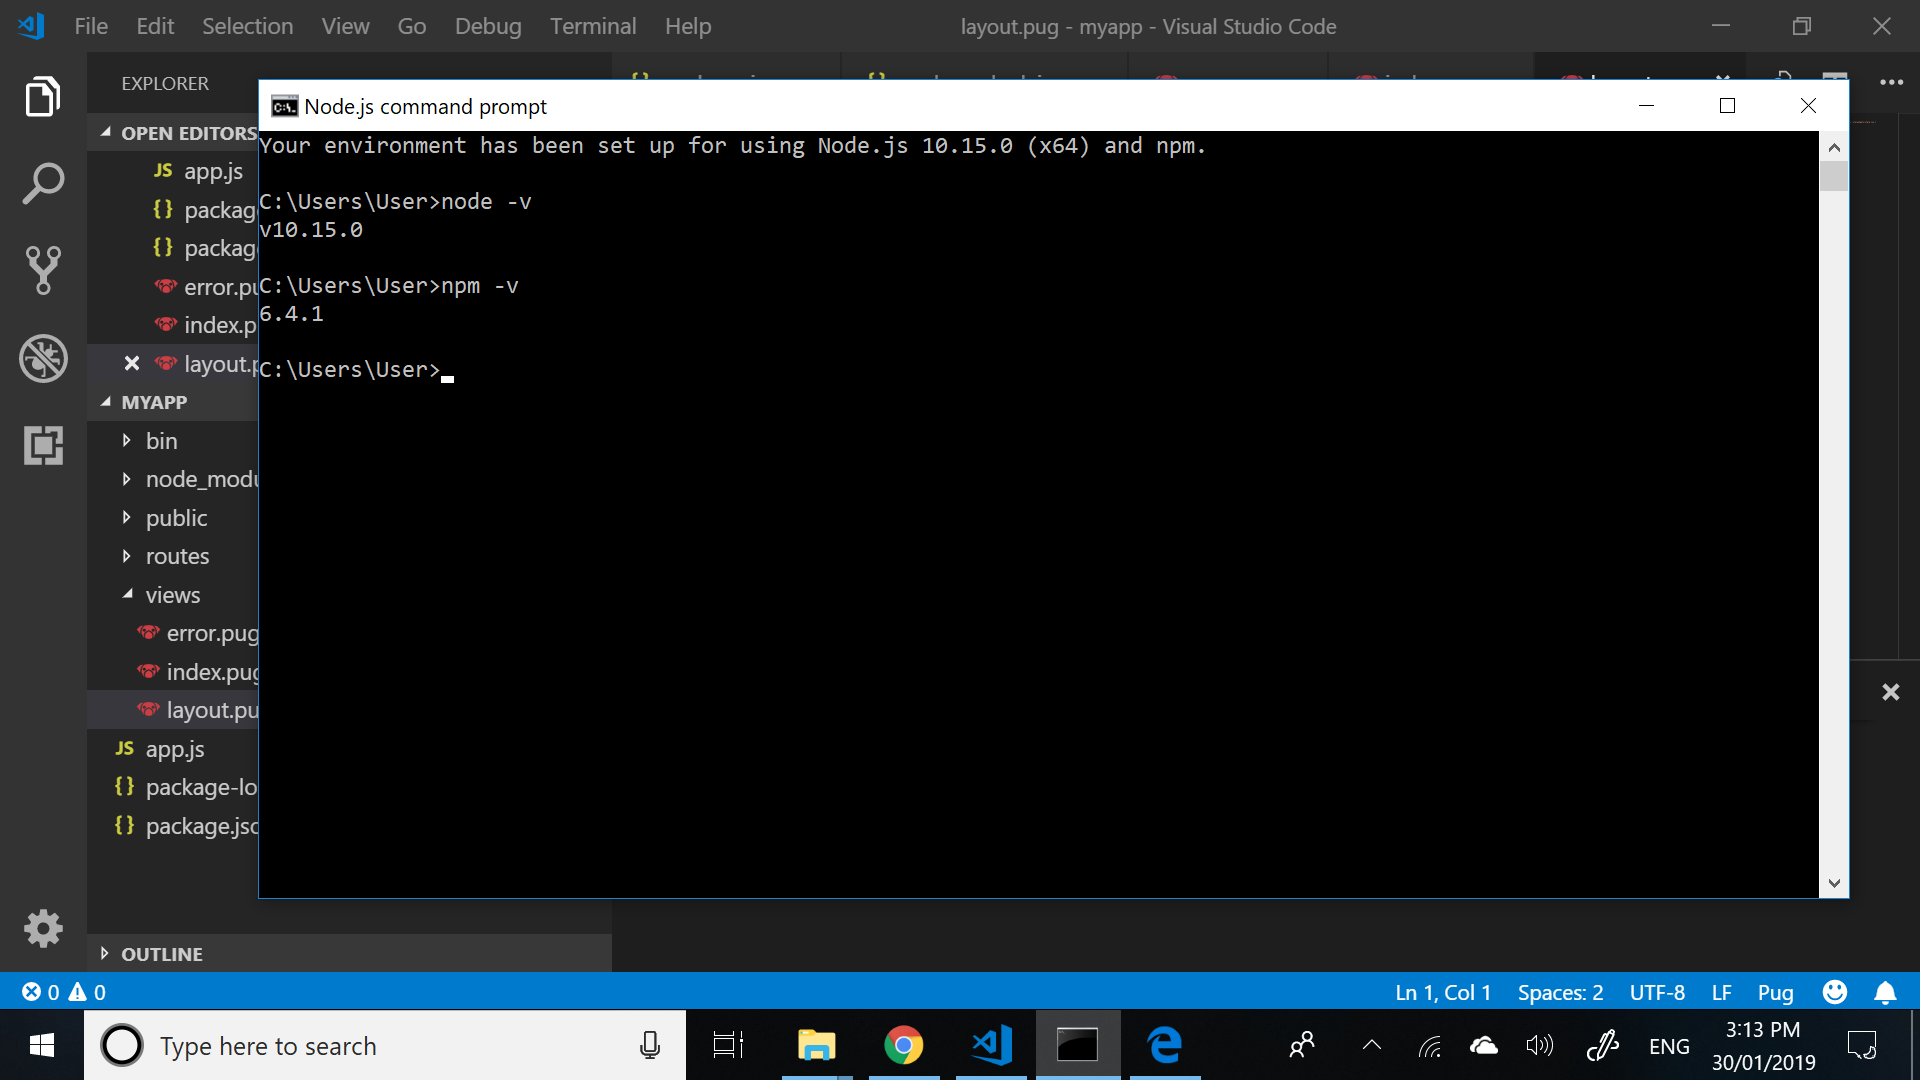 File Edit Selection View Go Debug Terminal Help
layout.pug - myapp - Visual Studio Code
EXPLORER
OPEN EDITORS
JS app.js
{} packag
{} packag
error.pu
index.p
layout.p
MYAPP
bin
node_modu
public
routes
views
error.pug
index.pug
layout.pu
JS app.js
{} package-lo
{} package.jso
OUTLINE
Node.js command prompt
Your environment has been set up for using Node.js 10.15.0 (x64) and npm.
C:\Users\User>node -v
v10.15.0
C:\Users\User>npm -v
6.4.1
C:\Users\User>
0 0
Ln 1, Col 1 Spaces: 2 UTF-8 LF Pug
Type here to search
ENG
3:13 PM
30/01/2019